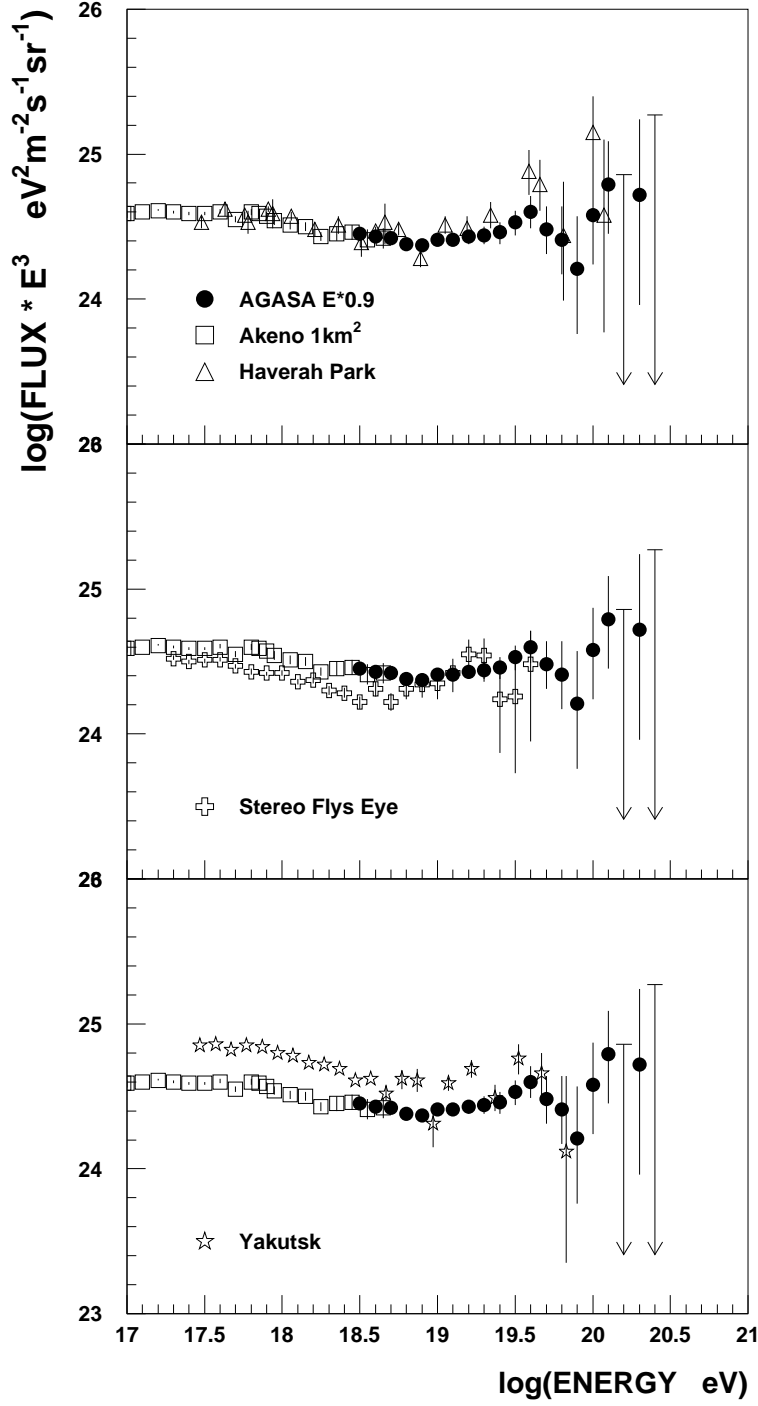 log(FLUX * E³ eV²m⁻²s⁻¹sr⁻¹)
26
25
24
AGASA E*0.9
Akeno 1km²
Haverah Park
26
25
24
Stereo Flys Eye
26
25
24
23
Yakutsk
17 17.5 18 18.5 19 19.5 20 20.5 21
log(ENERGY eV)